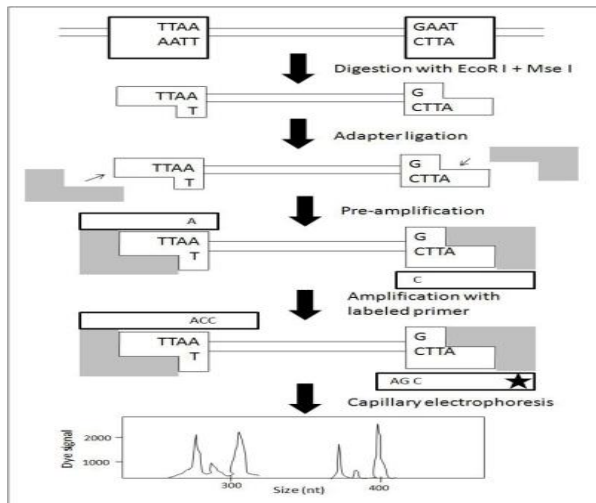 TTAA GAAT
AATT CTTA
Digestion with EcoR I + Mse I
TTAA G
T CTTA
Adapter ligation
TTAA G
T CTTA
Pre-amplification
A
TTAA G
T CTTA
C
Amplification with
labeled primer
ACC
TTAA G
T CTTA
AG C
Capillary electrophoresis
Dye signal
2000
1000
300 400
Size (nt)